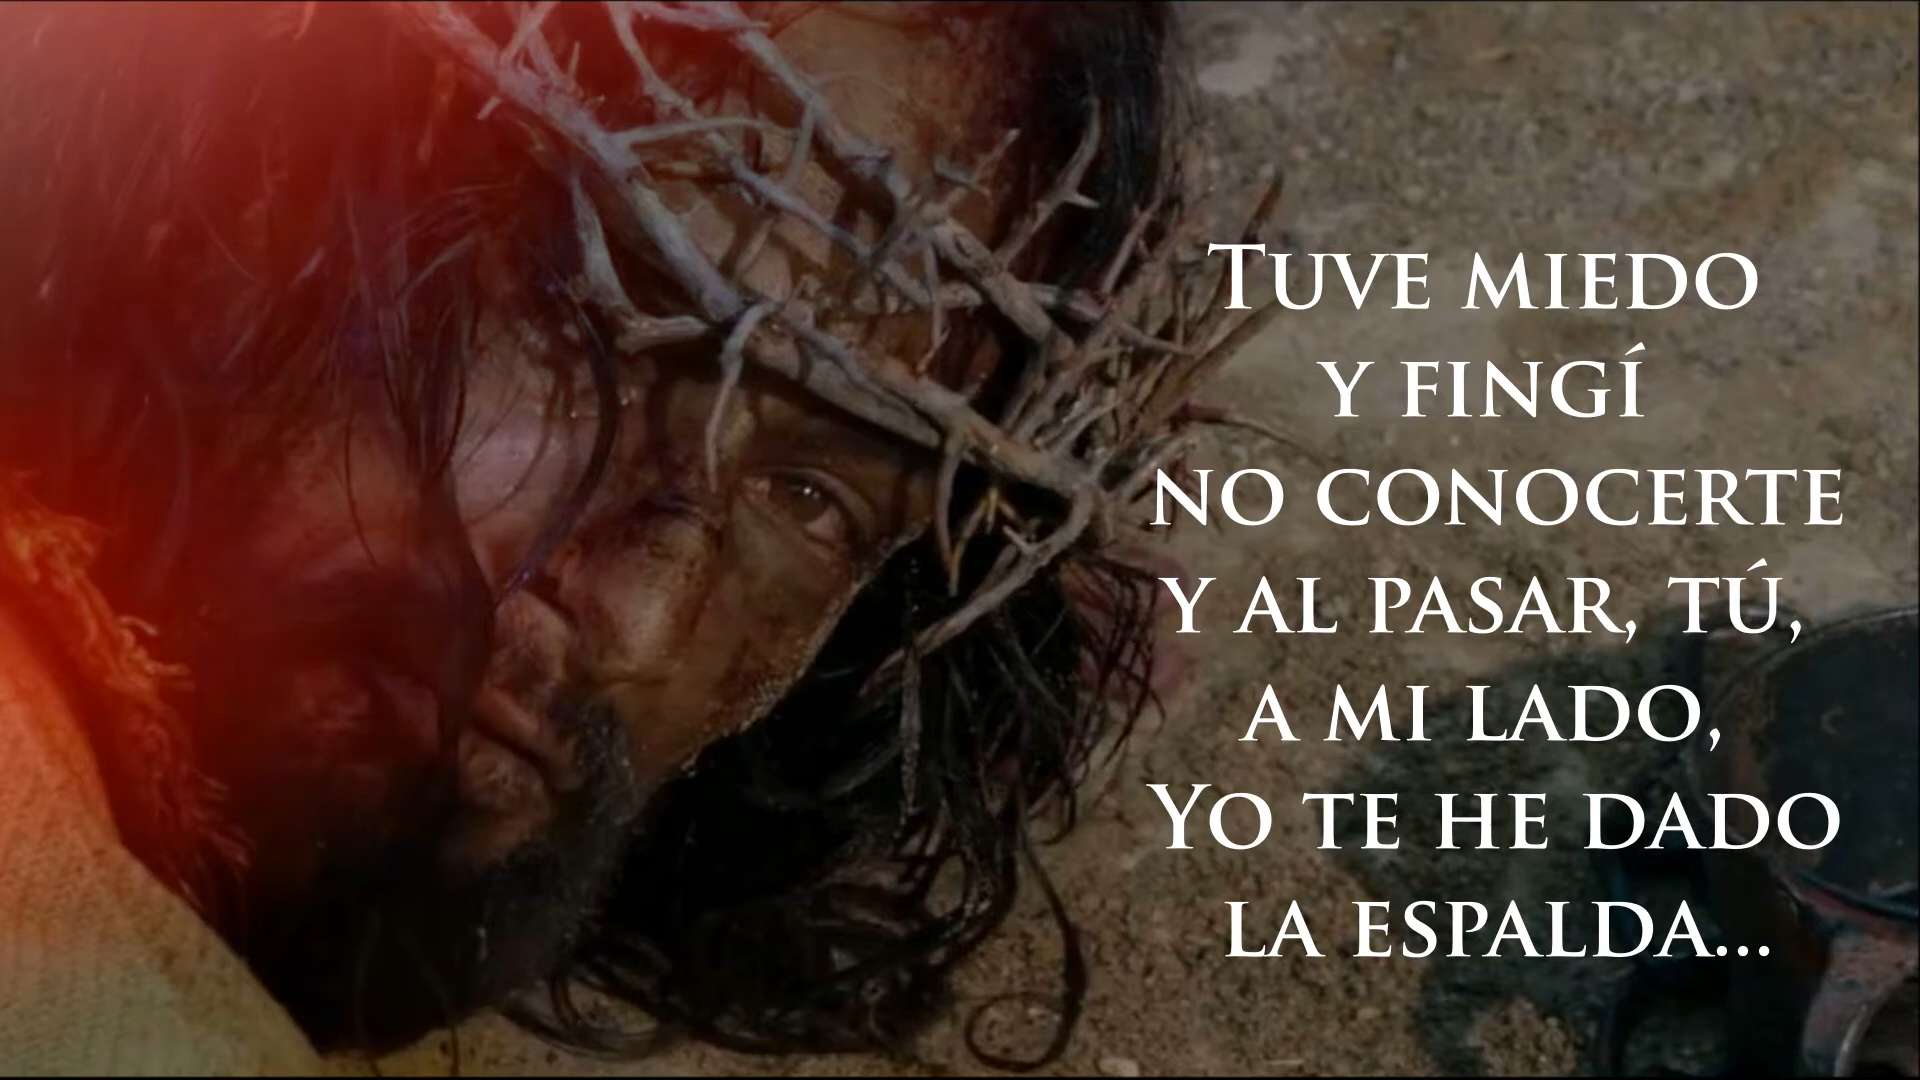 Tuve miedo
y fingí
no conocerte
y al pasar, tú,
a mi lado,
Yo te he dado
la espalda...